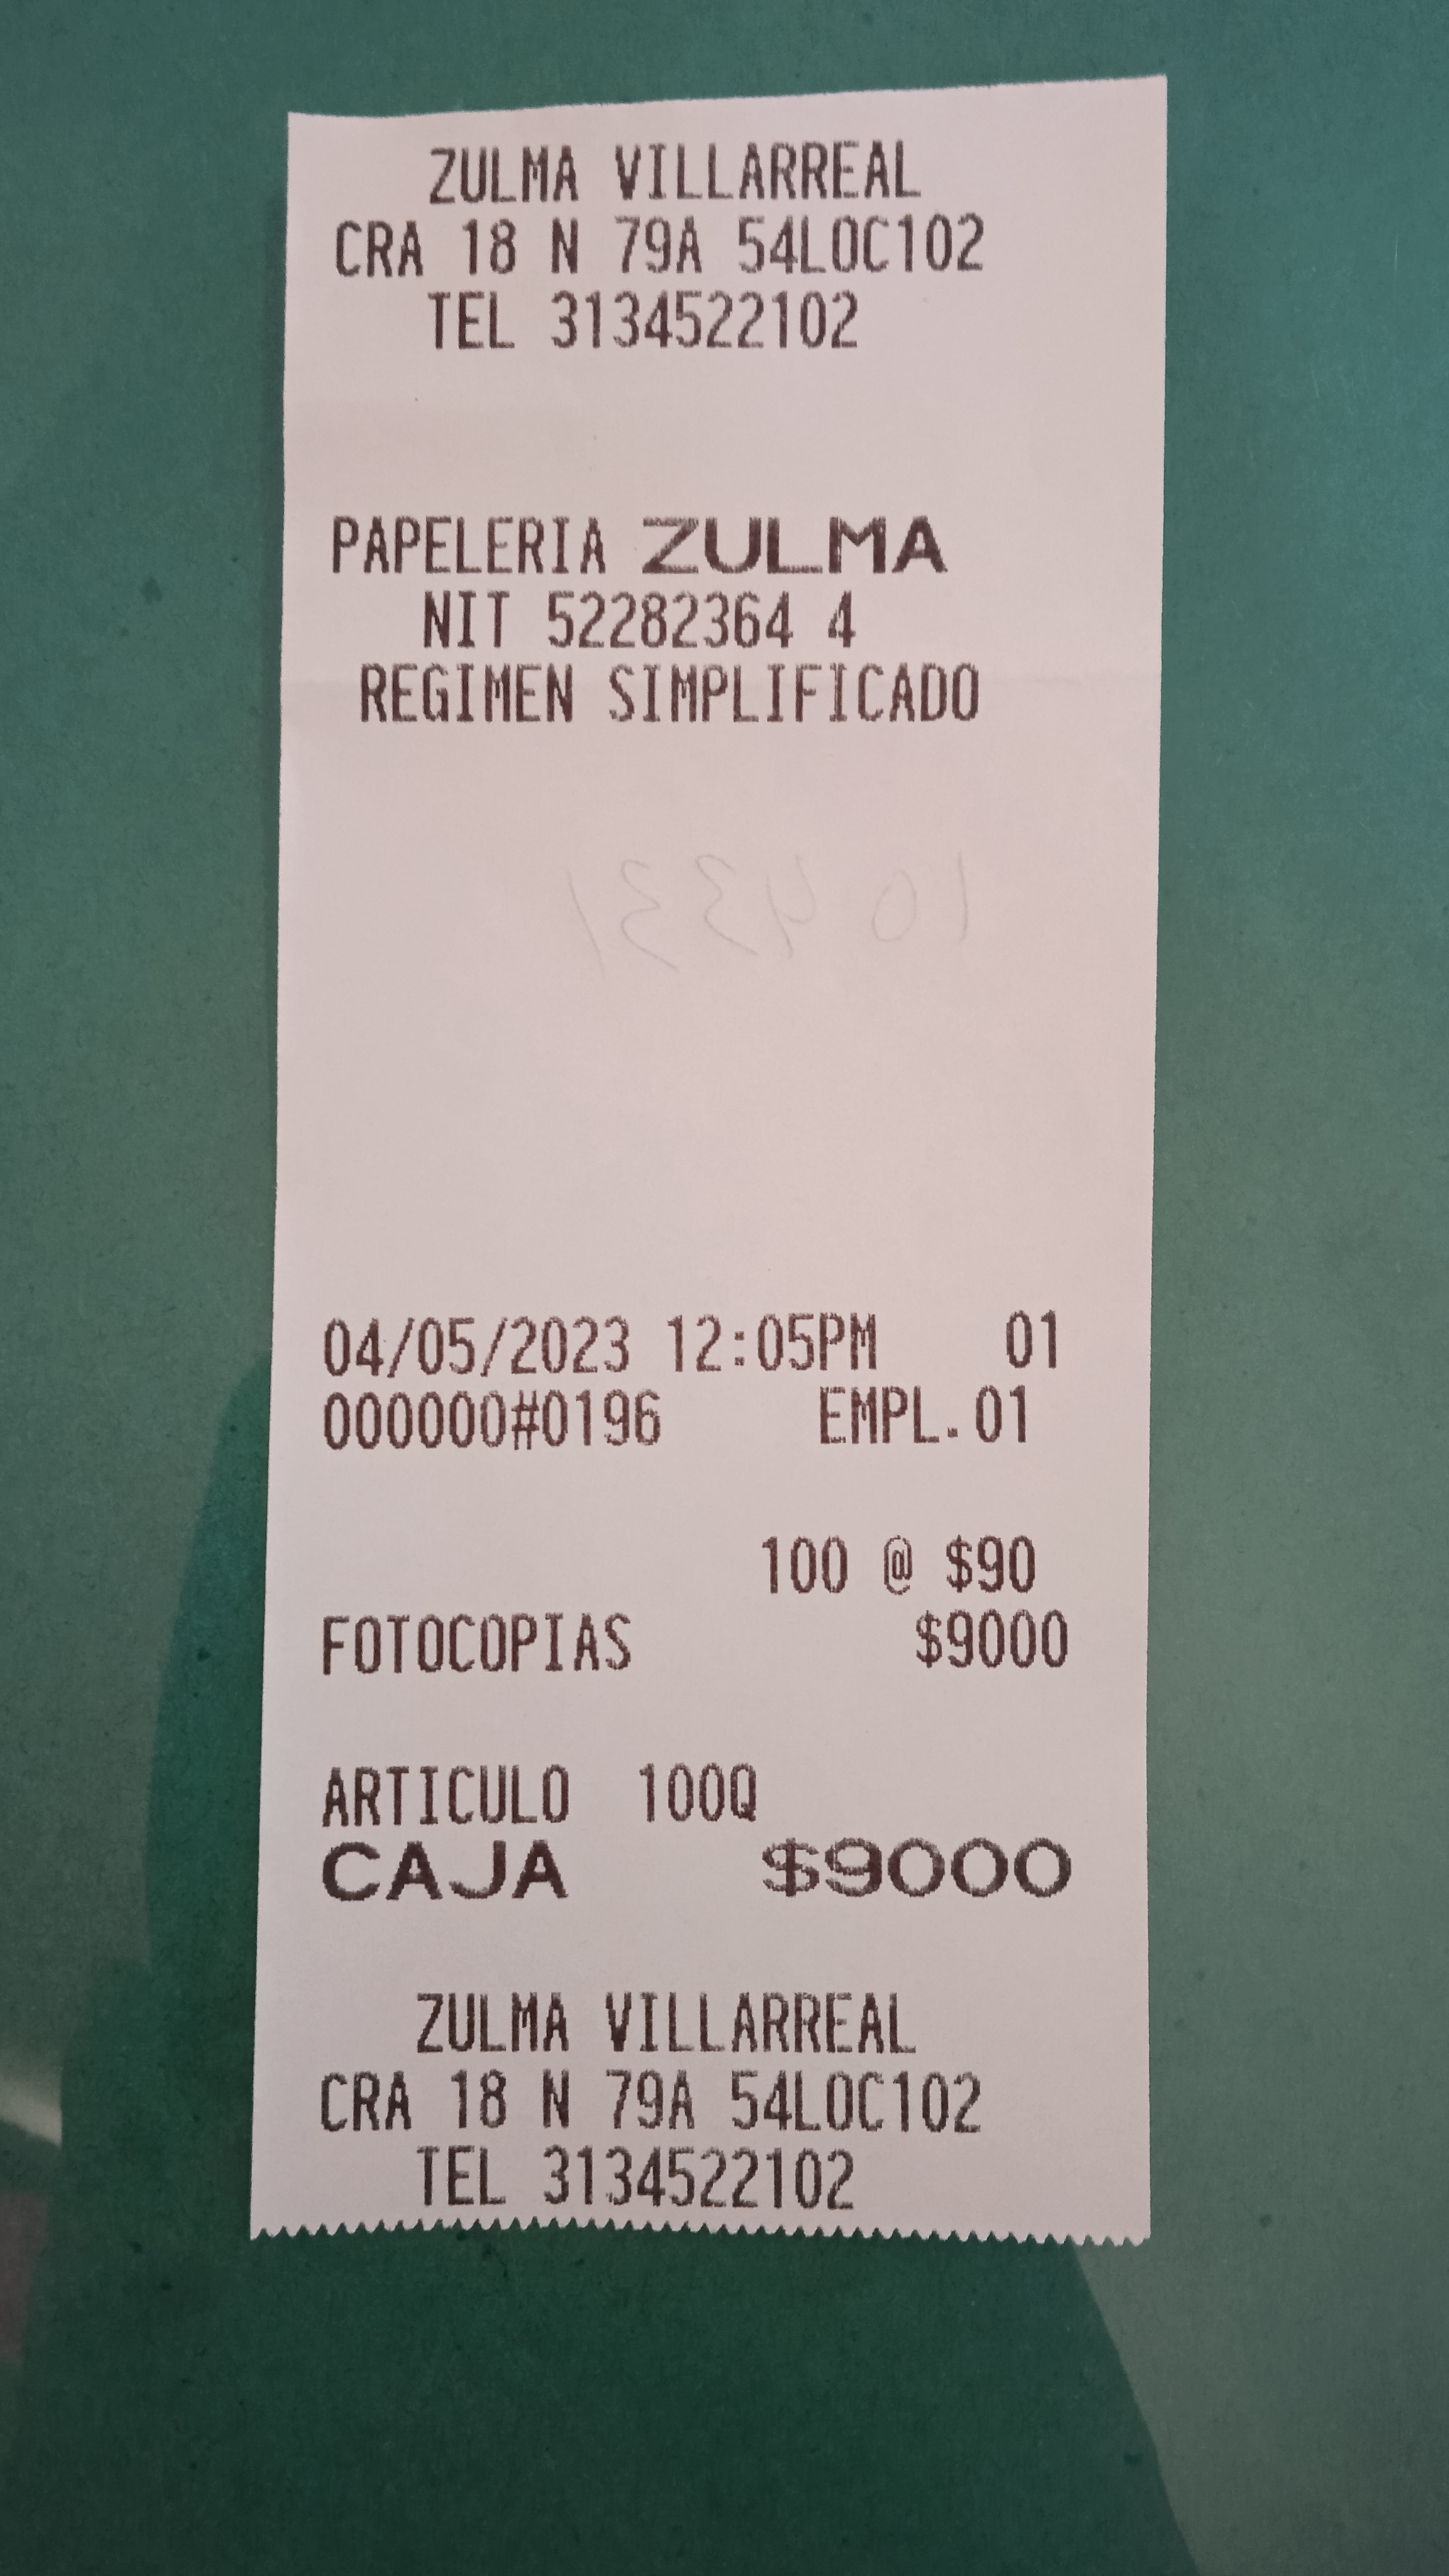 ZULMA VILLARREAL
CRA 18 N 79A 54LOC102
TEL 3134522102
PAPELERIA ZULMA
NIT 52282364 4
REGIMEN SIMPLIFICADO
04/05/2023 12:05PM 01
000000#0196 EMPL.01
100 @ $90
FOTOCOPIAS $9000
ARTICULO 100Q
CAJA $9000
ZULMA VILLARREAL
CRA 18 N 79A 54LOC102
TEL 3134522102